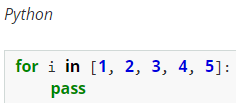 Python
for i in [1, 2, 3, 4, 5]:
    pass